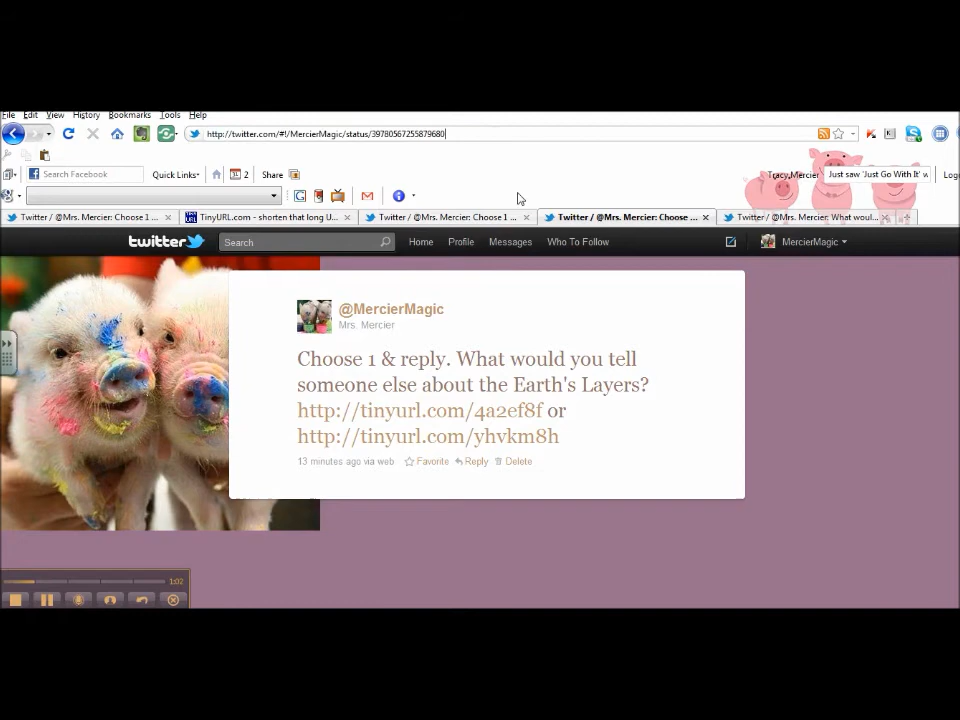 File Edit View History Bookmarks Tools Help
http://twitter.com/#!/MercierMagic/status/39780567255879680
Search Facebook Quick Links 2 Share Tracy Mercier Just saw 'Just Go With It' w
Twitter / @Mrs. Mercier: Choose 1 ... TinyURL.com - shorten that long U... Twitter / @Mrs. Mercier: Choose 1 ... Twitter / @Mrs. Mercier: Choose ... Twitter / @Mrs. Mercier: What woul...
twitter Search Home Profile Messages Who To Follow MercierMagic
@MercierMagic
Mrs. Mercier
Choose 1 & reply. What would you tell
someone else about the Earth's Layers?
http://tinyurl.com/4a2ef8f or
http://tinyurl.com/yhvkm8h
13 minutes ago via web Favorite Reply Delete
1:02